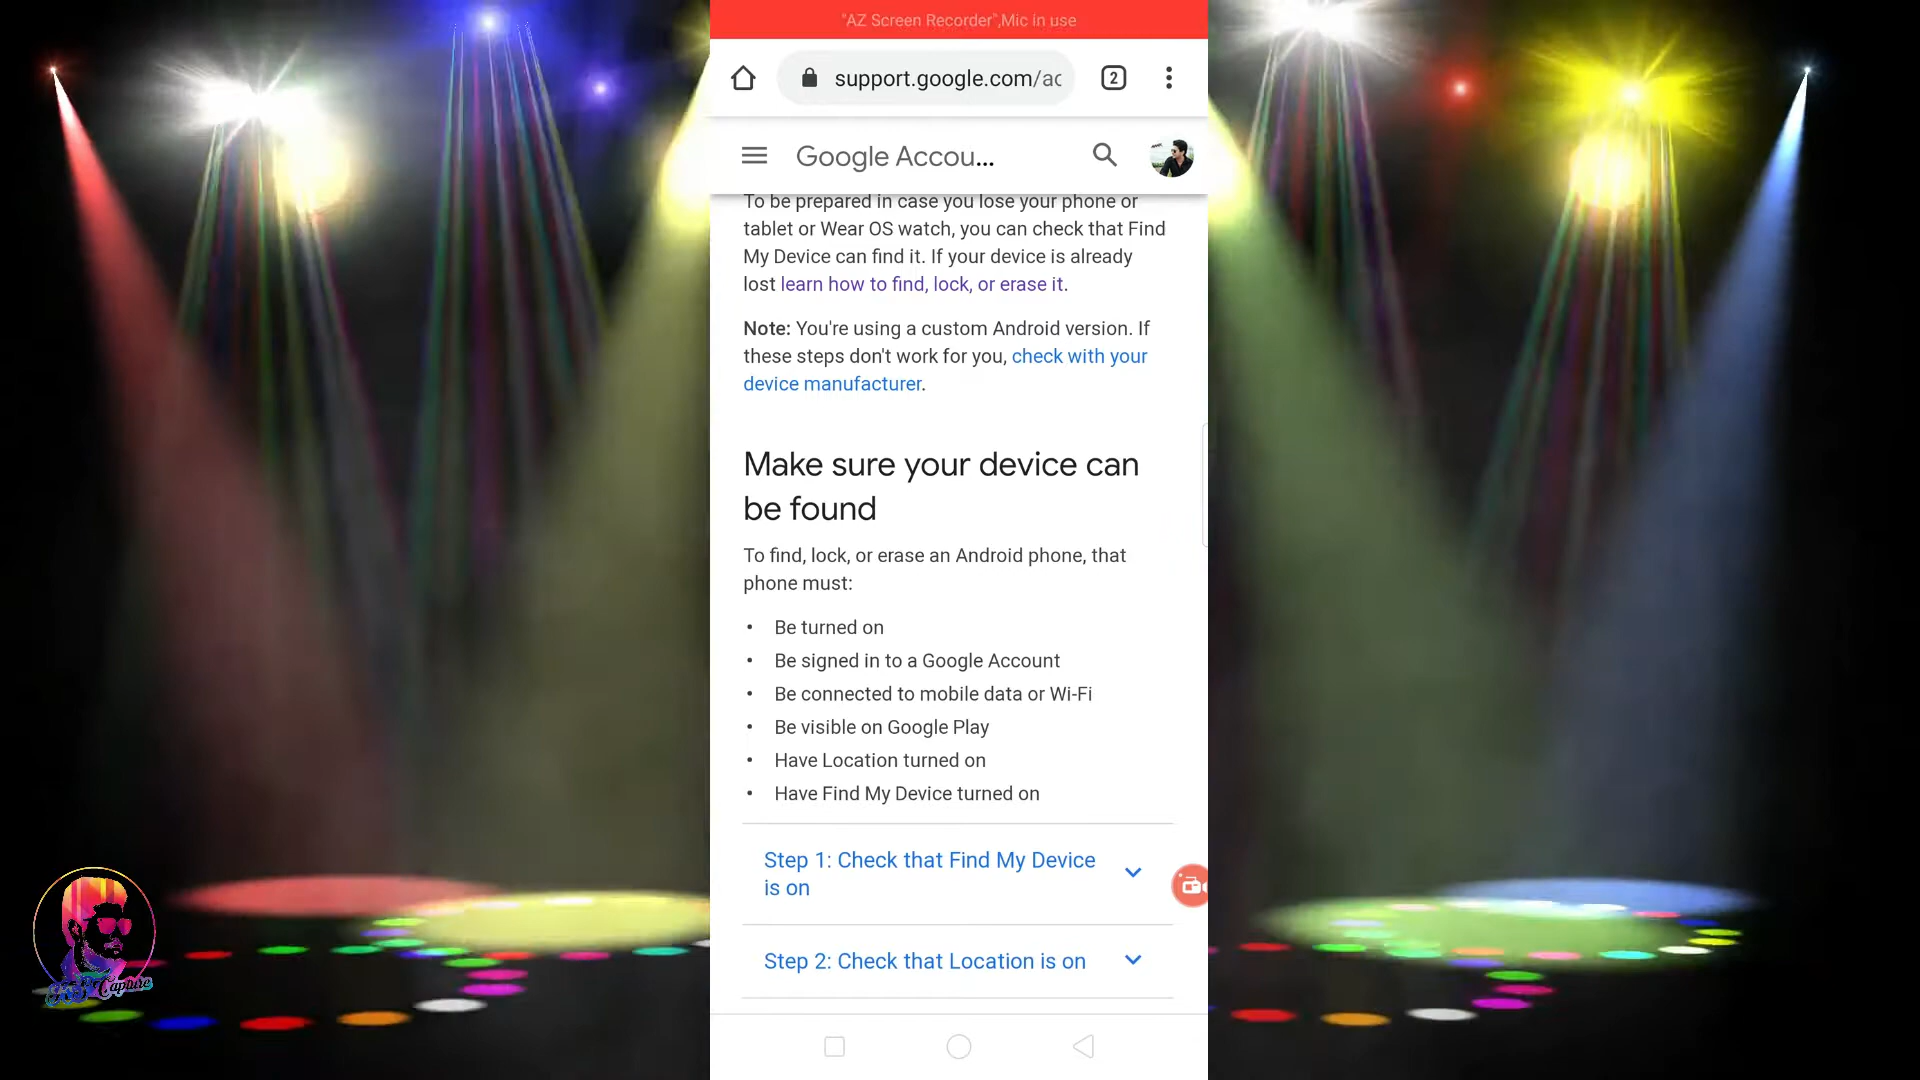 "AZ Screen Recorder",Mic in use
support.google.com/ac
2
Google Accou...
To be prepared in case you lose your phone or
tablet or Wear OS watch, you can check that Find
My Device can find it. If your device is already
lost learn how to find, lock, or erase it.
Note: You're using a custom Android version. If
these steps don't work for you, check with your
device manufacturer.
Make sure your device can
be found
To find, lock, or erase an Android phone, that
phone must:
• Be turned on
• Be signed in to a Google Account
• Be connected to mobile data or Wi-Fi
• Be visible on Google Play
• Have Location turned on
• Have Find My Device turned on
Step 1: Check that Find My Device
is on
Step 2: Check that Location is on
Capture